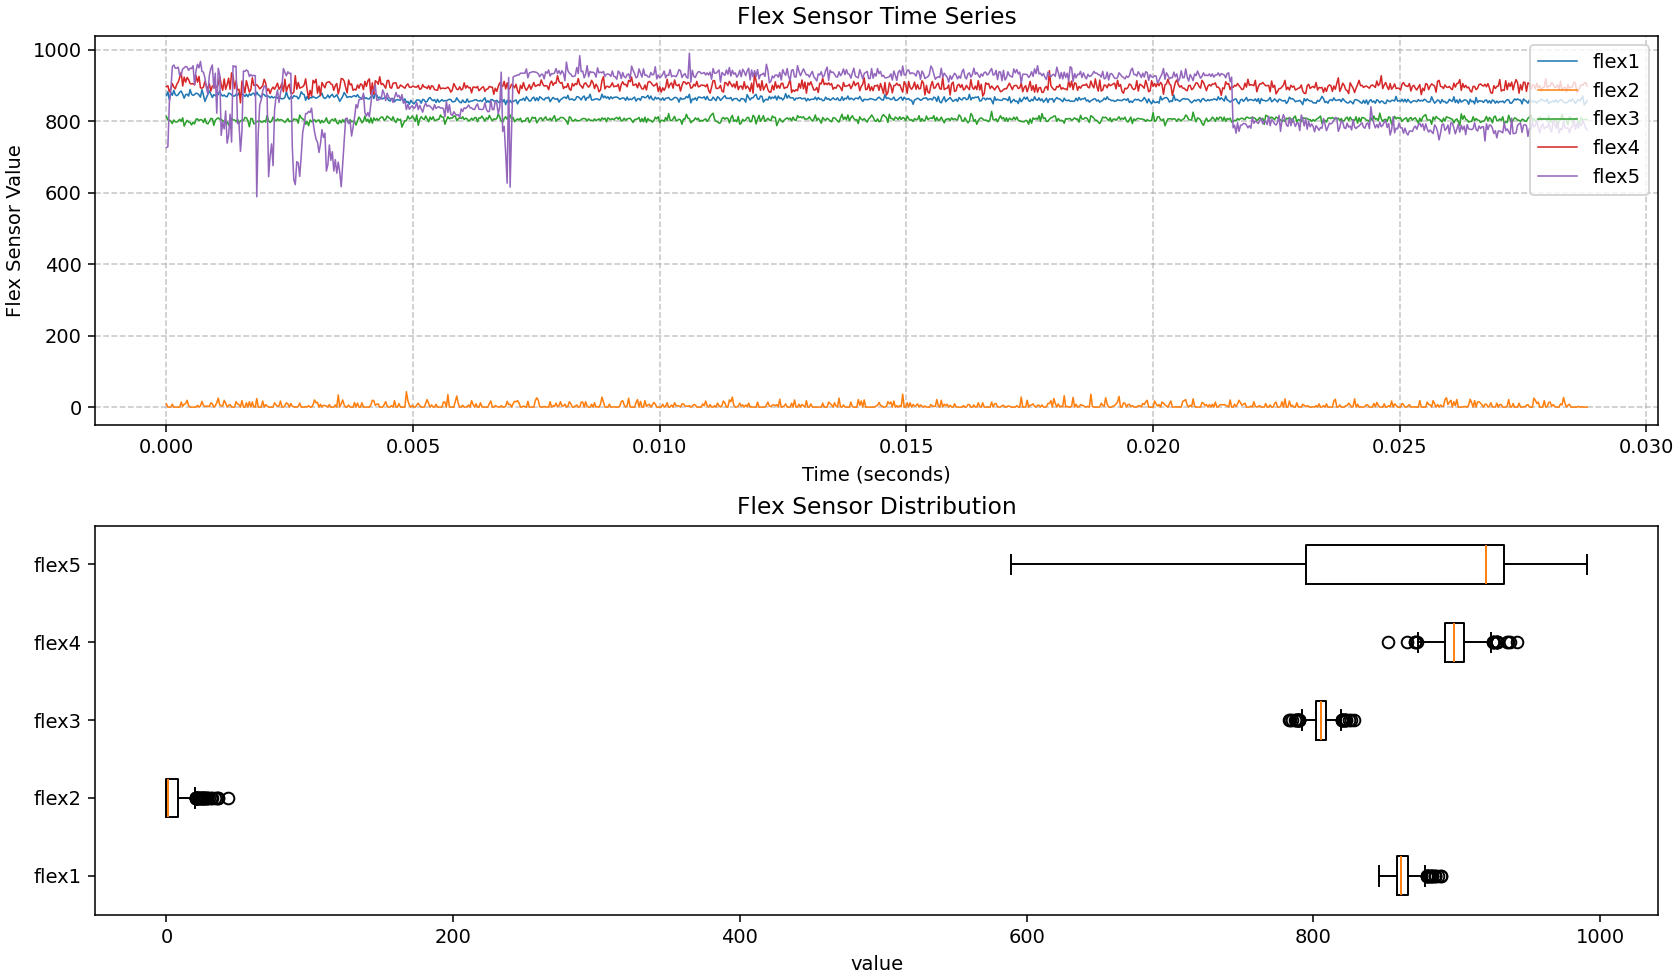 Flex Sensor Time Series
Flex Sensor Value
1000
800
600
400
200
0
flex1
flex2
flex3
flex4
flex5
0.000 0.005 0.010 0.015 0.020 0.025 0.030
Time (seconds)
Flex Sensor Distribution
flex5
flex4
flex3
flex2
flex1
0 200 400 600 800 1000
value